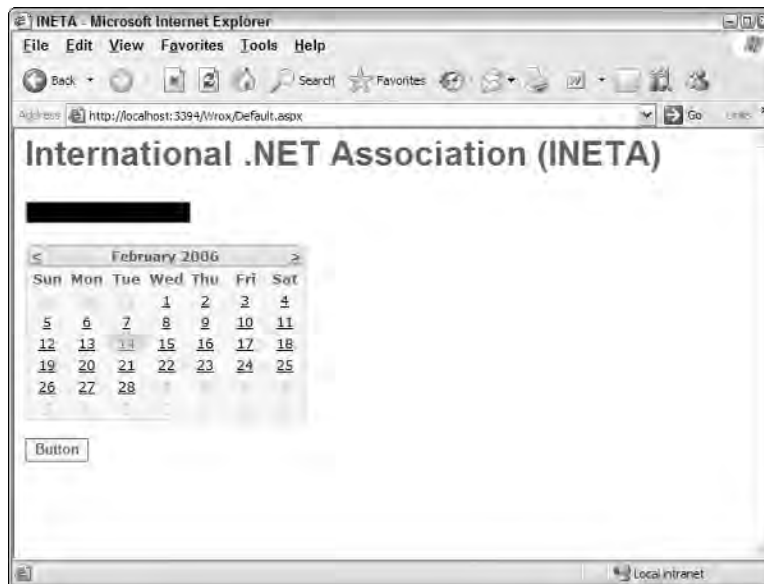 INETA - Microsoft Internet Explorer
File Edit View Favorites Tools Help
Back Search Favorites
Address http://localhost:3394/Wrox/Default.aspx Go Links
International .NET Association (INETA)
< February 2006 >
Sun Mon Tue Wed Thu Fri Sat
1 2 3 4
5 6 7 8 9 10 11
12 13 14 15 16 17 18
19 20 21 22 23 24 25
26 27 28
Button
Local intranet